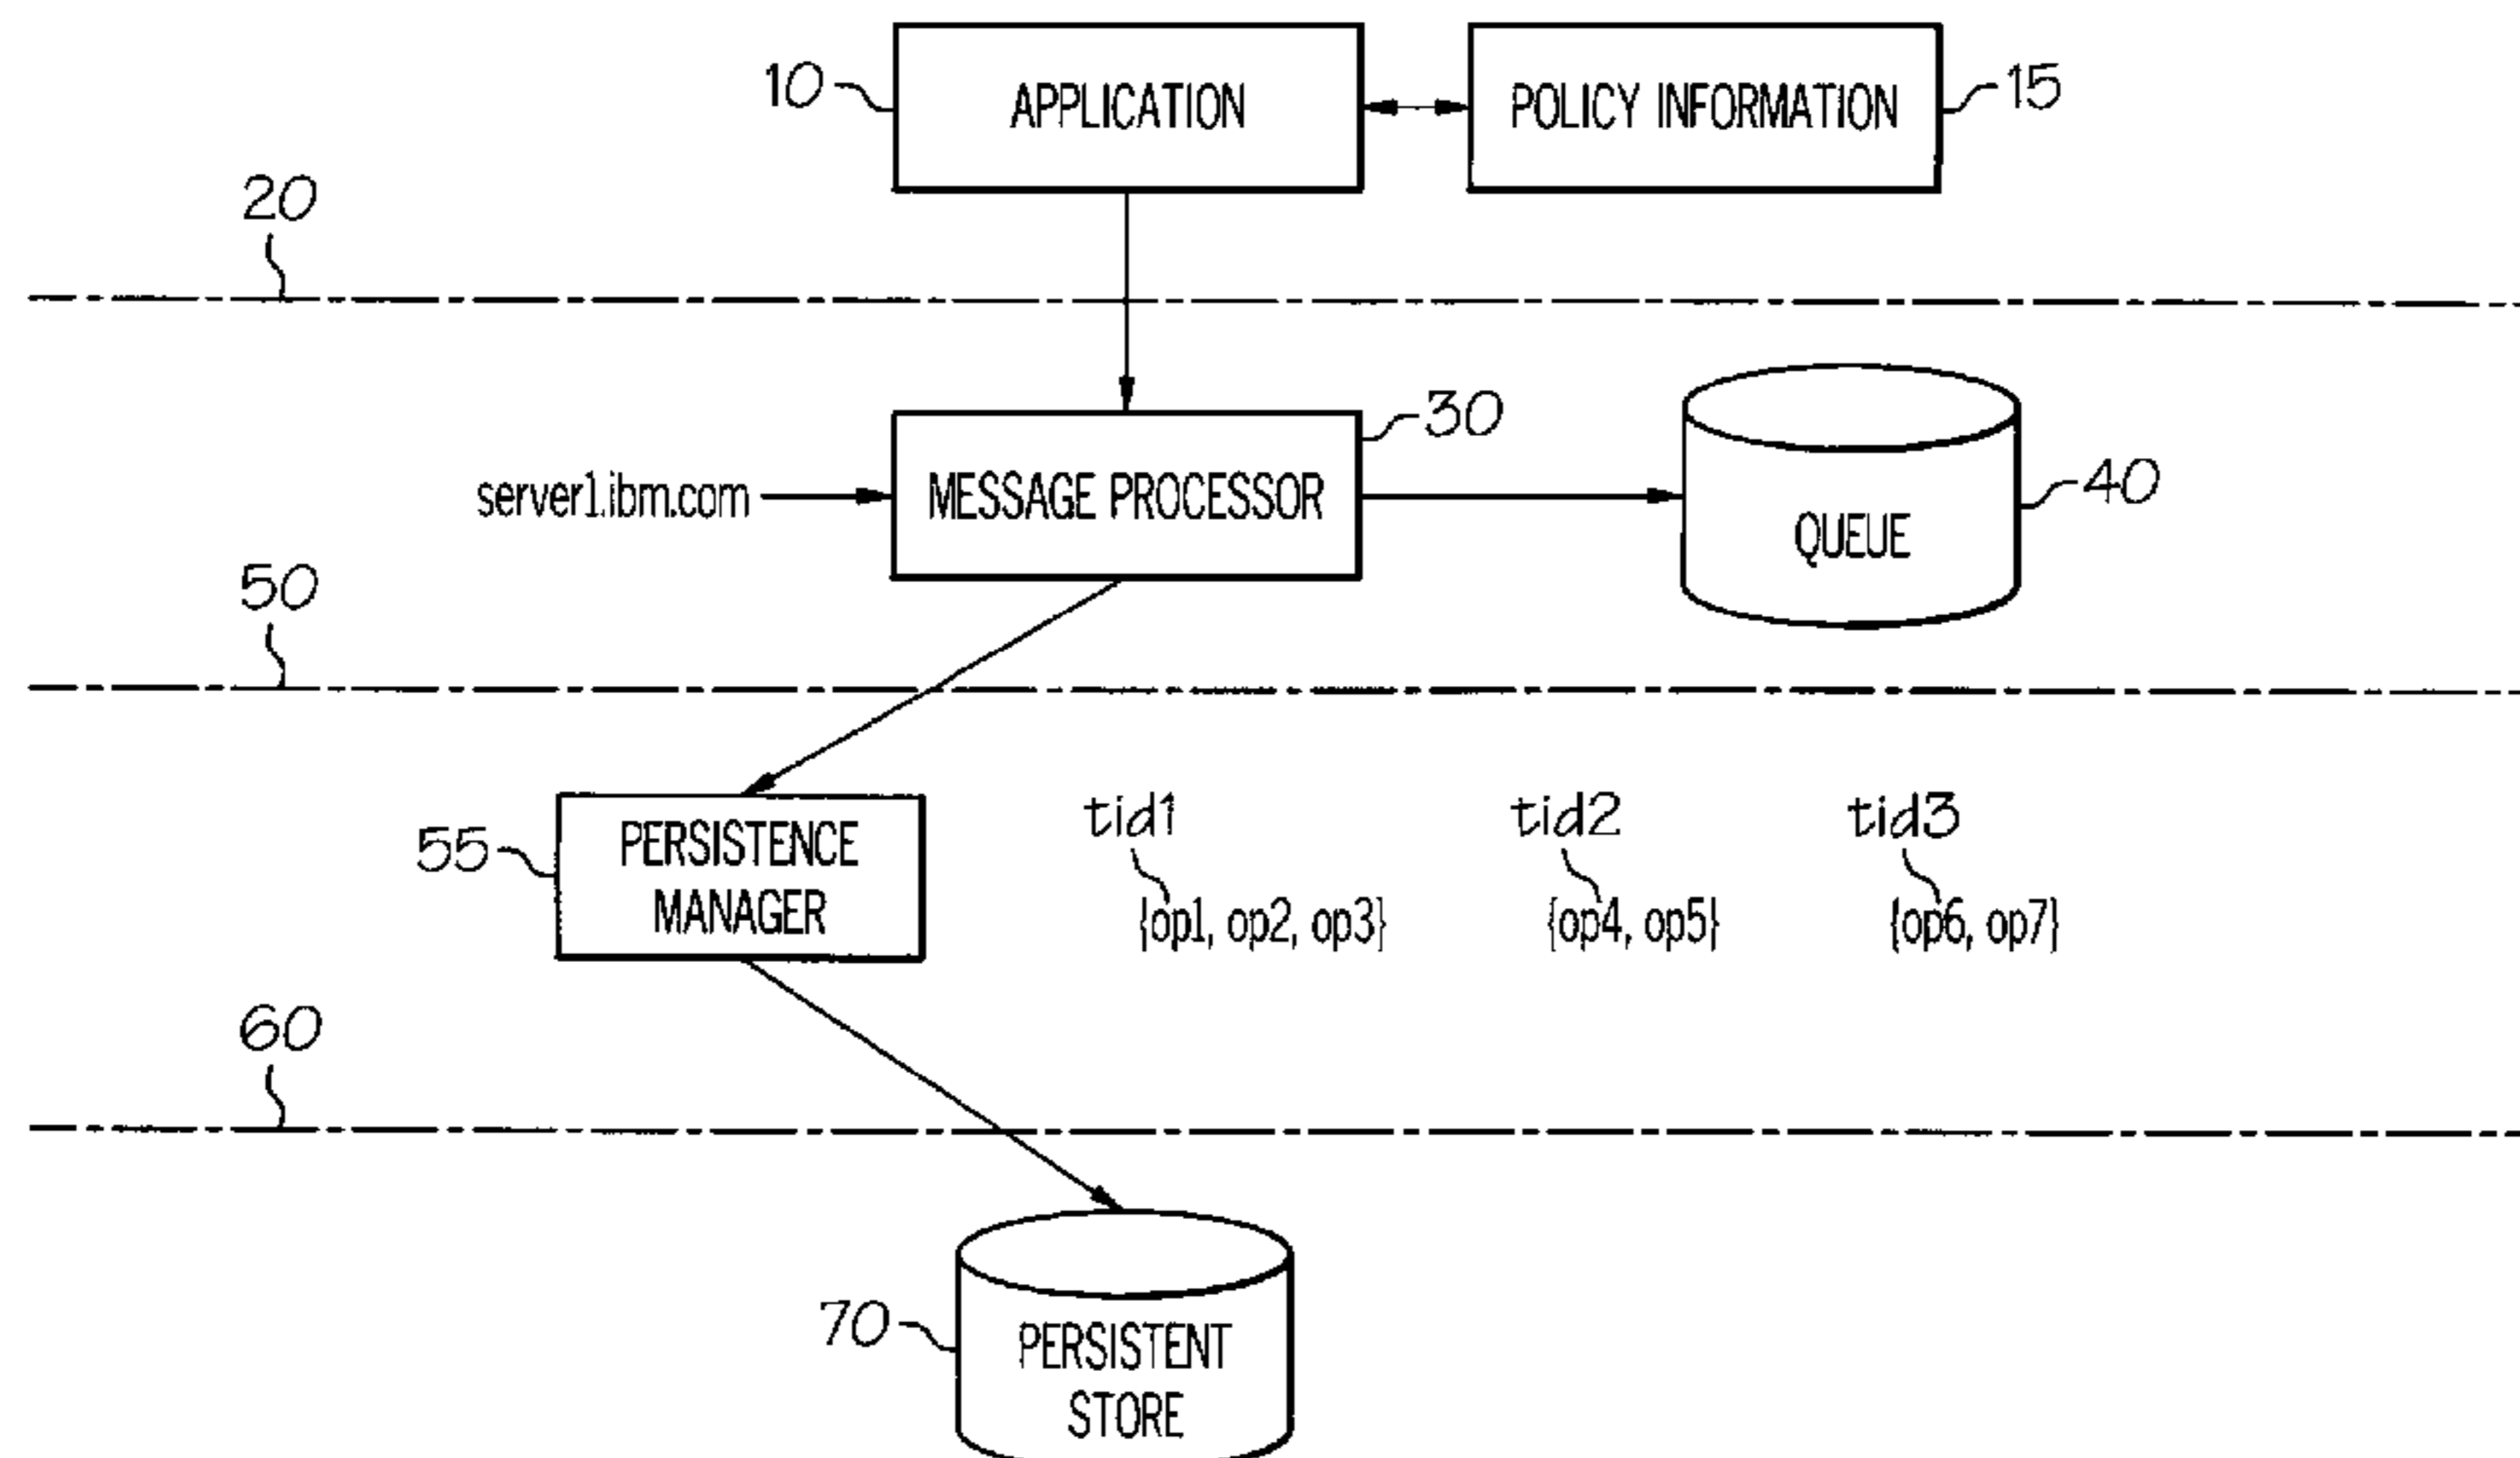 10
APPLICATION
POLICY INFORMATION
15
20
30
server1.ibm.com
MESSAGE PROCESSOR
QUEUE
40
50
55
PERSISTENCE
MANAGER
tid1
tid2
tid3
{op1, op2, op3}
{op4, op5}
{op6, op7}
60
70
PERSISTENT
STORE